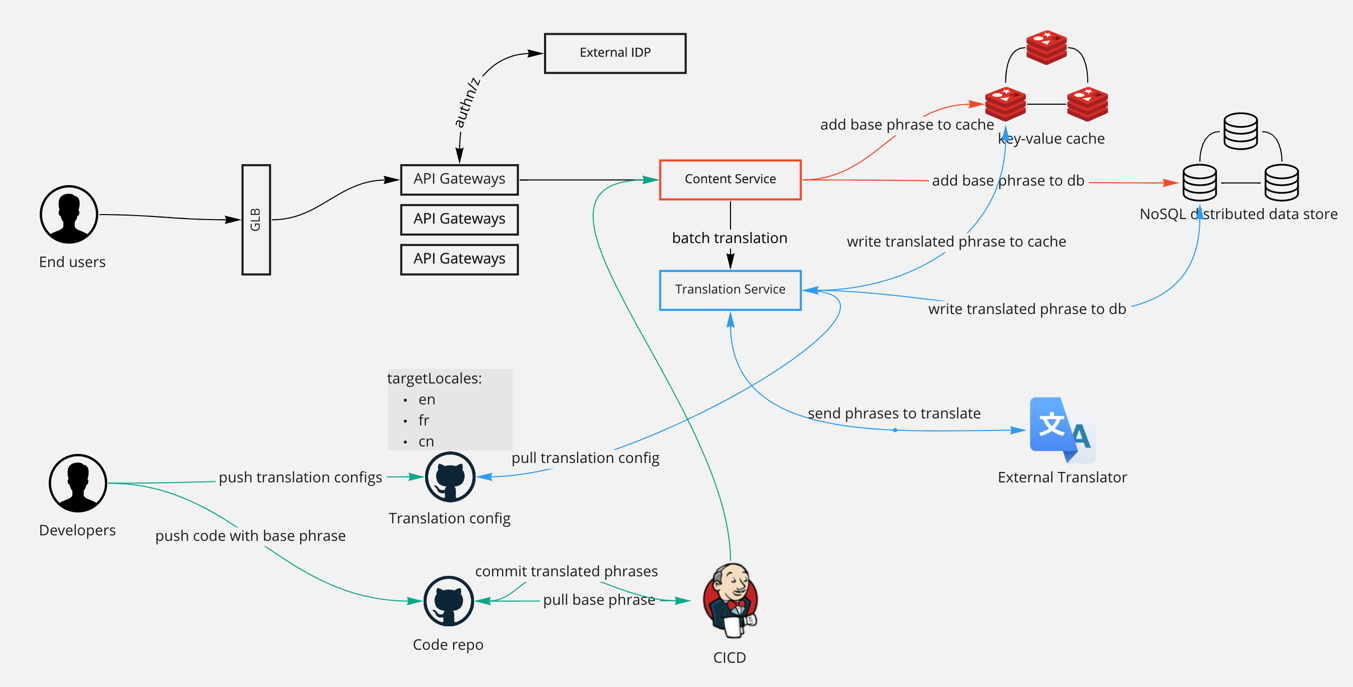 External IDP
authn/z
add base phrase to cache
key-value cache
End users
GLB
API Gateways
API Gateways
API Gateways
Content Service
add base phrase to db
NoSQL distributed data store
batch translation
write translated phrase to cache
Translation Service
write translated phrase to db
targetLocales:
• en
• fr
• cn
send phrases to translate
文
A
External Translator
pull translation config
push translation configs
Translation config
Developers
push code with base phrase
commit translated phrases
pull base phrase
Code repo
CICD